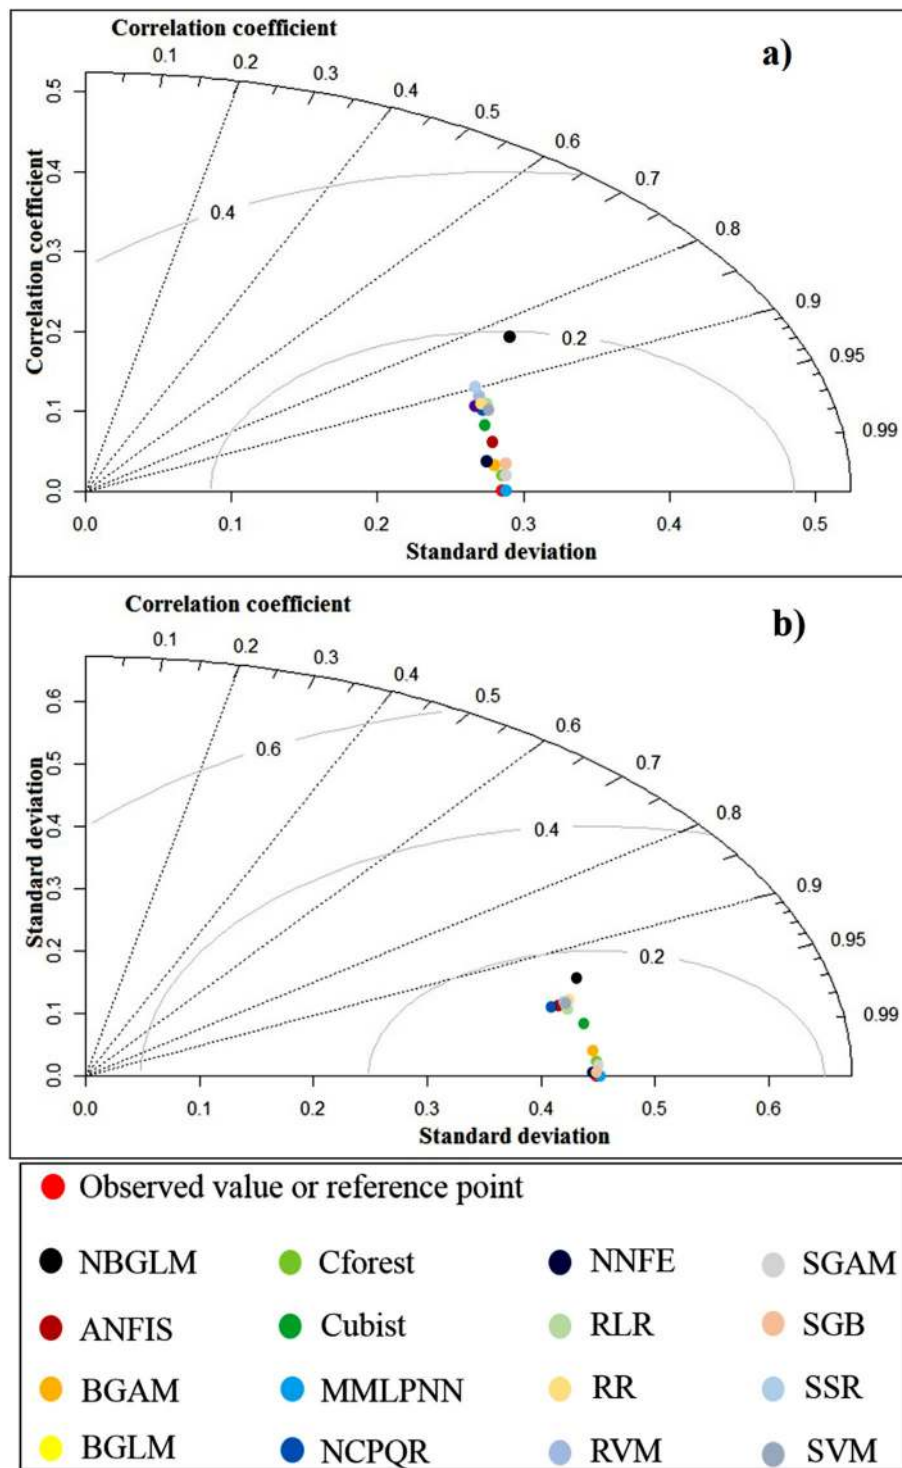 Correlation coefficient
a)
0.1
0.2
0.3
0.4
0.5
0.6
0.7
0.8
0.9
0.95
0.99
0.4
0.2
Correlation coefficient
0.5
0.4
0.3
0.2
0.1
0.0
0.0 0.1 0.2 0.3 0.4 0.5
Standard deviation
Correlation coefficient
b)
0.1
0.2
0.3
0.4
0.5
0.6
0.7
0.8
0.9
0.95
0.99
0.6
0.4
0.2
Standard deviation
0.6
0.5
0.4
0.3
0.2
0.1
0.0
0.0 0.1 0.2 0.3 0.4 0.5 0.6
Standard deviation
Observed value or reference point
NBGLM Cforest NNFE SGAM
ANFIS Cubist RLR SGB
BGAM MMLPNN RR SSR
BGLM NCPQR RVM SVM